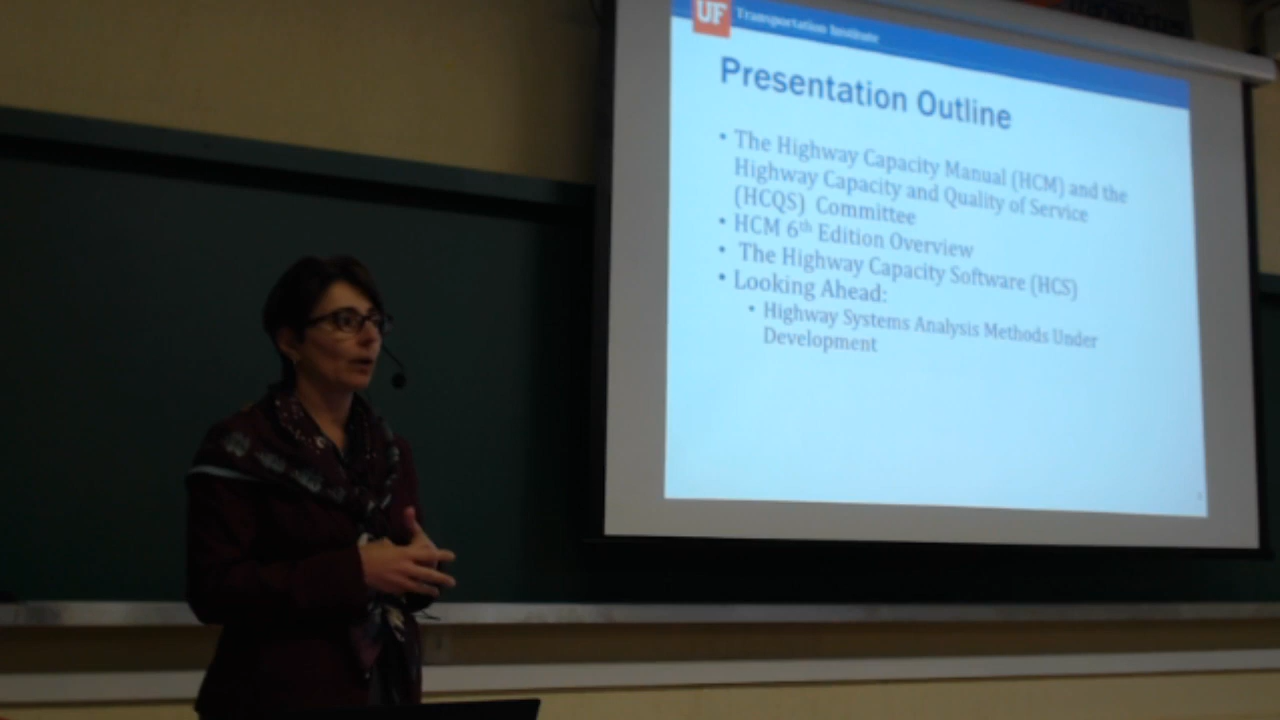 UF Transportation Institute
Presentation Outline
• The Highway Capacity Manual (HCM) and the
Highway Capacity and Quality of Service
(HCQS) Committee
• HCM 6th Edition Overview
• The Highway Capacity Software (HCS)
• Looking Ahead:
• Highway Systems Analysis Methods Under
Development